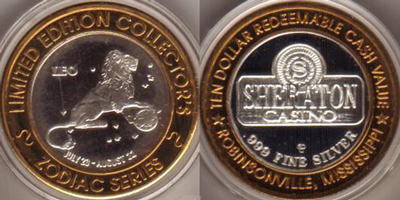 LIMITED EDITION COLLECTOR'S
LEO
JULY 23 - AUGUST 22
ZODIAC SERIES
TEN DOLLAR REDEEMABLE CASH VALUE
S
SHERATON
CASINO
.999 FINE SILVER
ROBINSONVILLE, MISSISSIPPI